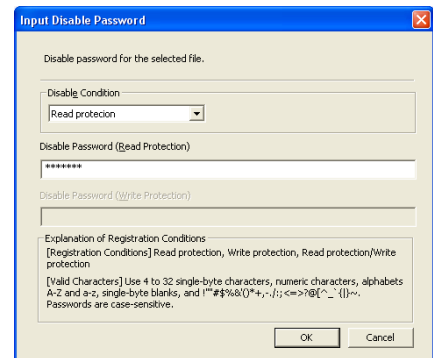 Input Disable Password
Disable password for the selected file.
Disable Condition
Read protecion
Disable Password (Read Protection)
*******
Disable Password (Write Protection)
Explanation of Registration Conditions
[Registration Conditions] Read protection, Write protection, Read protection/Write
protection
[Valid Characters] Use 4 to 32 single-byte characters, numeric characters, alphabets
A-Z and a-z, single-byte blanks, and !""#$%&'()*+,-./:;<=>?@[^_`{|}~.
Passwords are case-sensitive.
OK Cancel